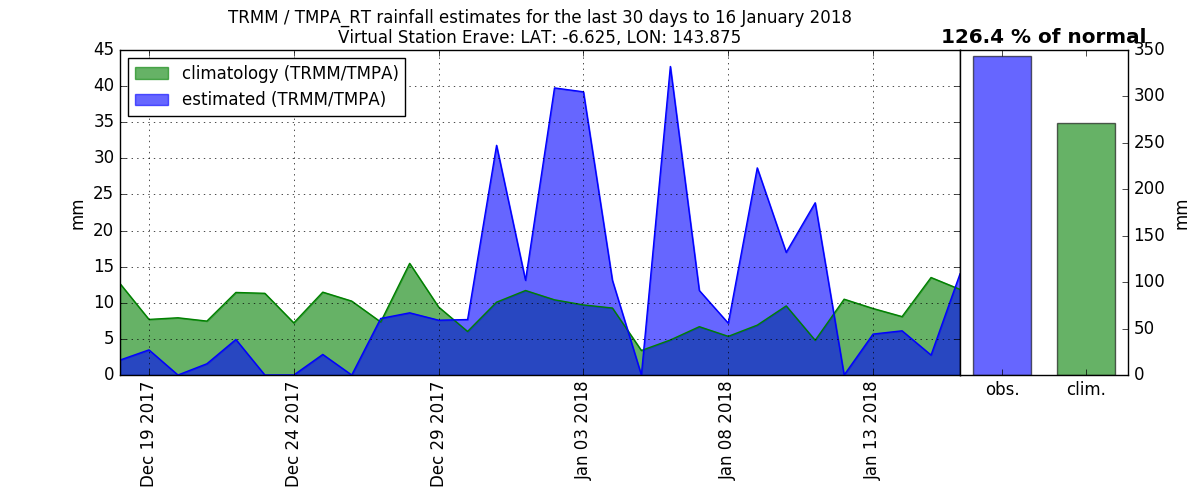 TRMM / TMPA_RT rainfall estimates for the last 30 days to 16 January 2018
Virtual Station Erave: LAT: -6.625, LON: 143.875
126.4 % of normal
climatology (TRMM/TMPA)
estimated (TRMM/TMPA)
45
40
35
30
25
20
15
10
5
0
mm
Dec 19 2017
Dec 24 2017
Dec 29 2017
Jan 03 2018
Jan 08 2018
Jan 13 2018
350
300
250
200
150
100
50
0
mm
obs.
clim.